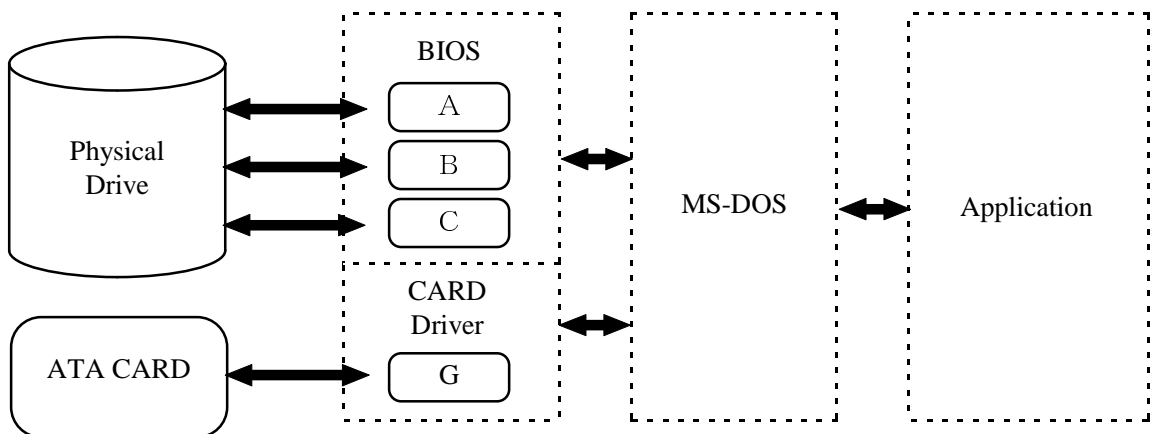 Physical
Drive
BIOS
A
B
C
CARD
Driver
G
ATA CARD
MS-DOS
Application